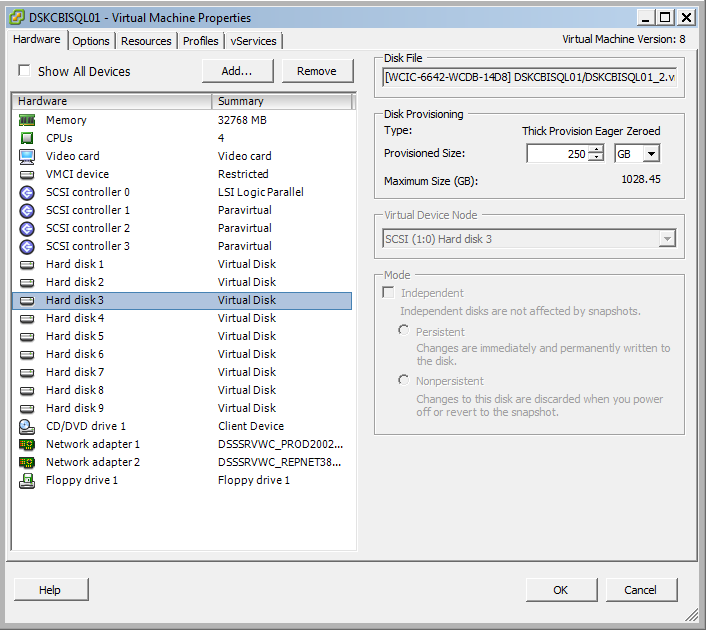 DSKCBISQL01 - Virtual Machine Properties
Hardware Options Resources Profiles vServices Virtual Machine Version: 8
Show All Devices Add... Remove
Hardware Summary
Memory 32768 MB
CPUs 4
Video card Video card
VMCI device Restricted
SCSI controller 0 LSI Logic Parallel
SCSI controller 1 Paravirtual
SCSI controller 2 Paravirtual
SCSI controller 3 Paravirtual
Hard disk 1 Virtual Disk
Hard disk 2 Virtual Disk
Hard disk 3 Virtual Disk
Hard disk 4 Virtual Disk
Hard disk 5 Virtual Disk
Hard disk 6 Virtual Disk
Hard disk 7 Virtual Disk
Hard disk 8 Virtual Disk
Hard disk 9 Virtual Disk
CD/DVD drive 1 Client Device
Network adapter 1 DSSSRVWC_PROD2002...
Network adapter 2 DSSSRVWC_REPNET38...
Floppy drive 1 Floppy drive 1
Disk File
[WCIC-6642-WCDB-14D8] DSKCBISQL01/DSKCBISQL01_2.v
Disk Provisioning
Type: Thick Provision Eager Zeroed
Provisioned Size: 250 GB
Maximum Size (GB): 1028.45
Virtual Device Node
SCSI (1:0) Hard disk 3
Mode
Independent
Independent disks are not affected by snapshots.
Persistent
Changes are immediately and permanently written to
the disk.
Nonpersistent
Changes to this disk are discarded when you power
off or revert to the snapshot.
Help OK Cancel